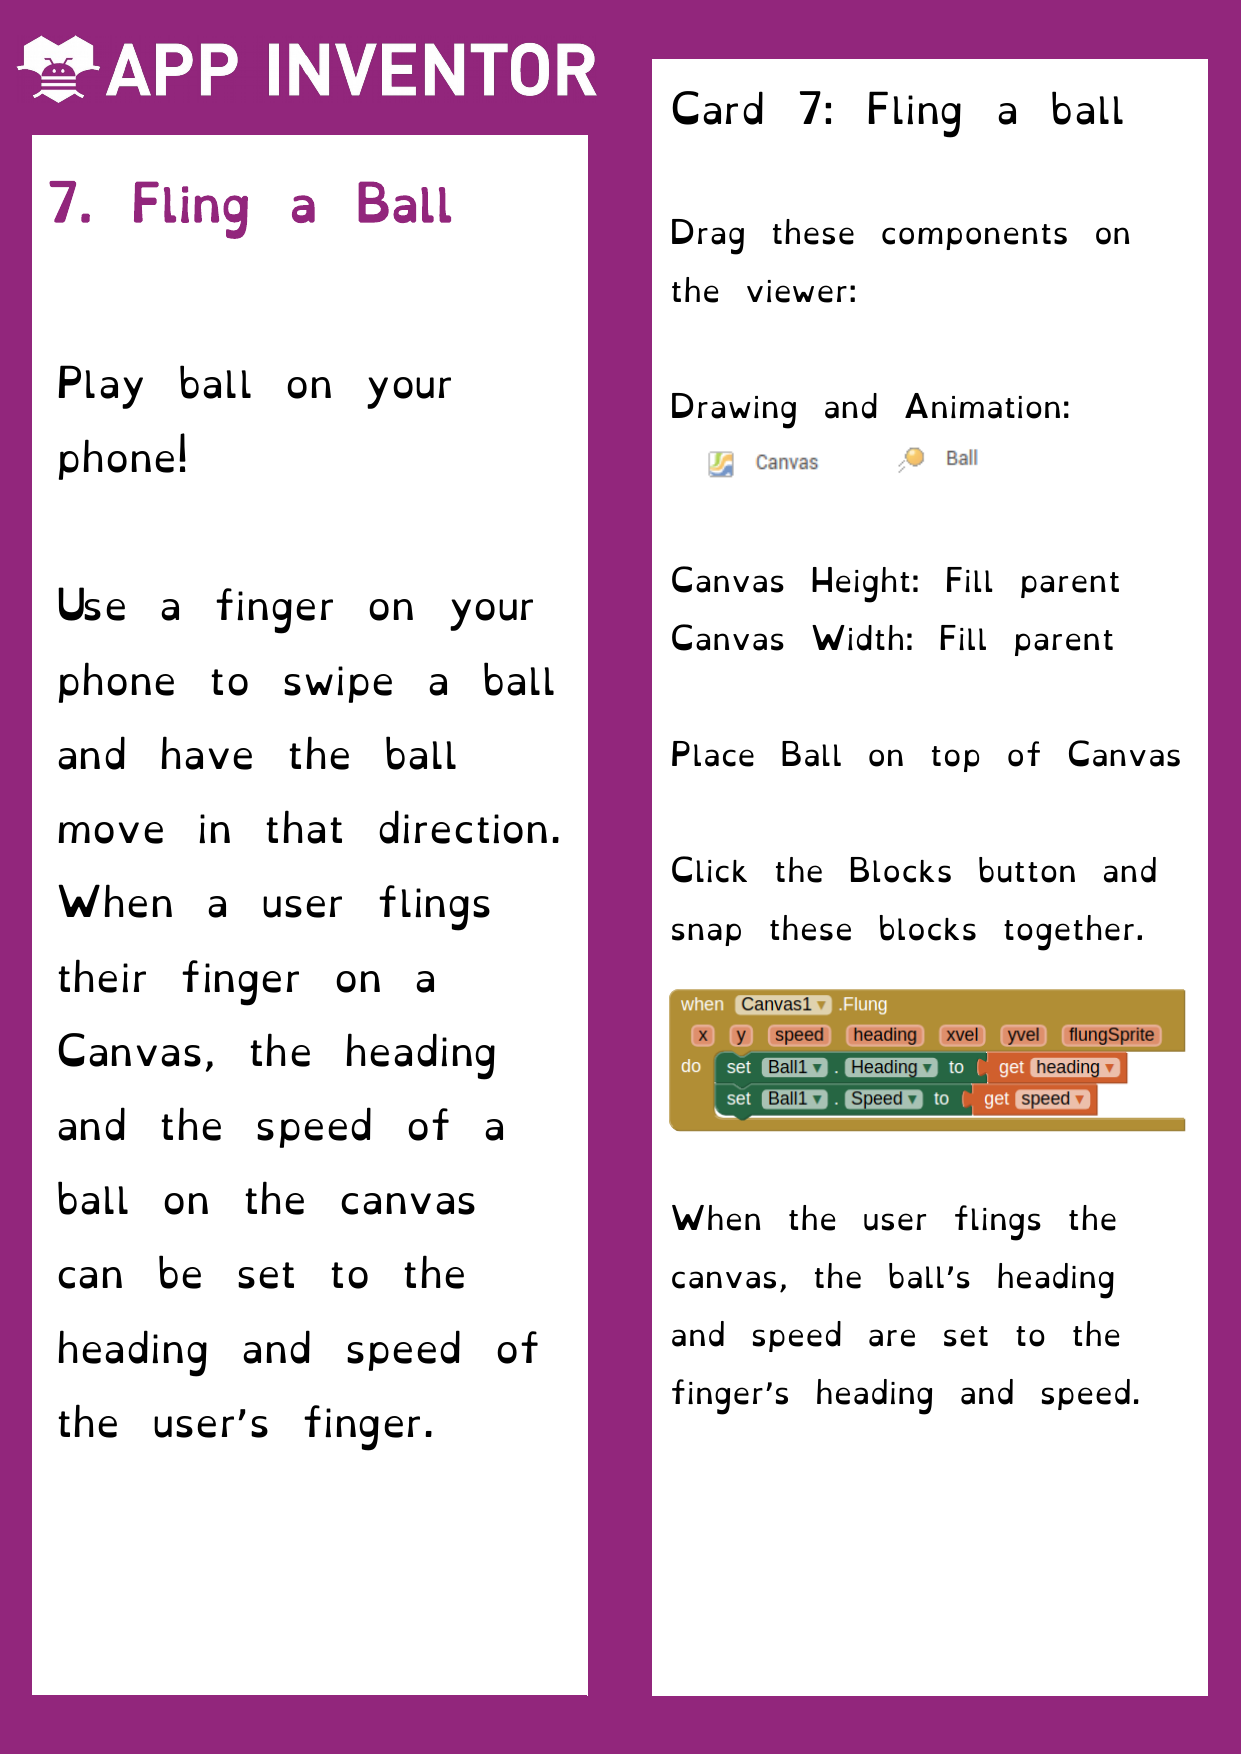 APP INVENTOR
7. Fling a Ball
Play ball on your
phone!
Use a finger on your
phone to swipe a ball
and have the ball
move in that direction.
When a user flings
their finger on a
Canvas, the heading
and the speed of a
ball on the canvas
can be set to the
heading and speed of
the user's finger.
Card 7: Fling a ball
Drag these components on
the viewer:
Drawing and Animation:
Canvas Ball
Canvas Height: Fill parent
Canvas Width: Fill parent
Place Ball on top of Canvas
Click the Blocks button and
snap these blocks together.
when Canvas1 .Flung
x y speed heading xvel yvel flungSprite
do set Ball1 . Heading to get heading
set Ball1 . Speed to get speed
When the user flings the
canvas, the ball's heading
and speed are set to the
finger's heading and speed.